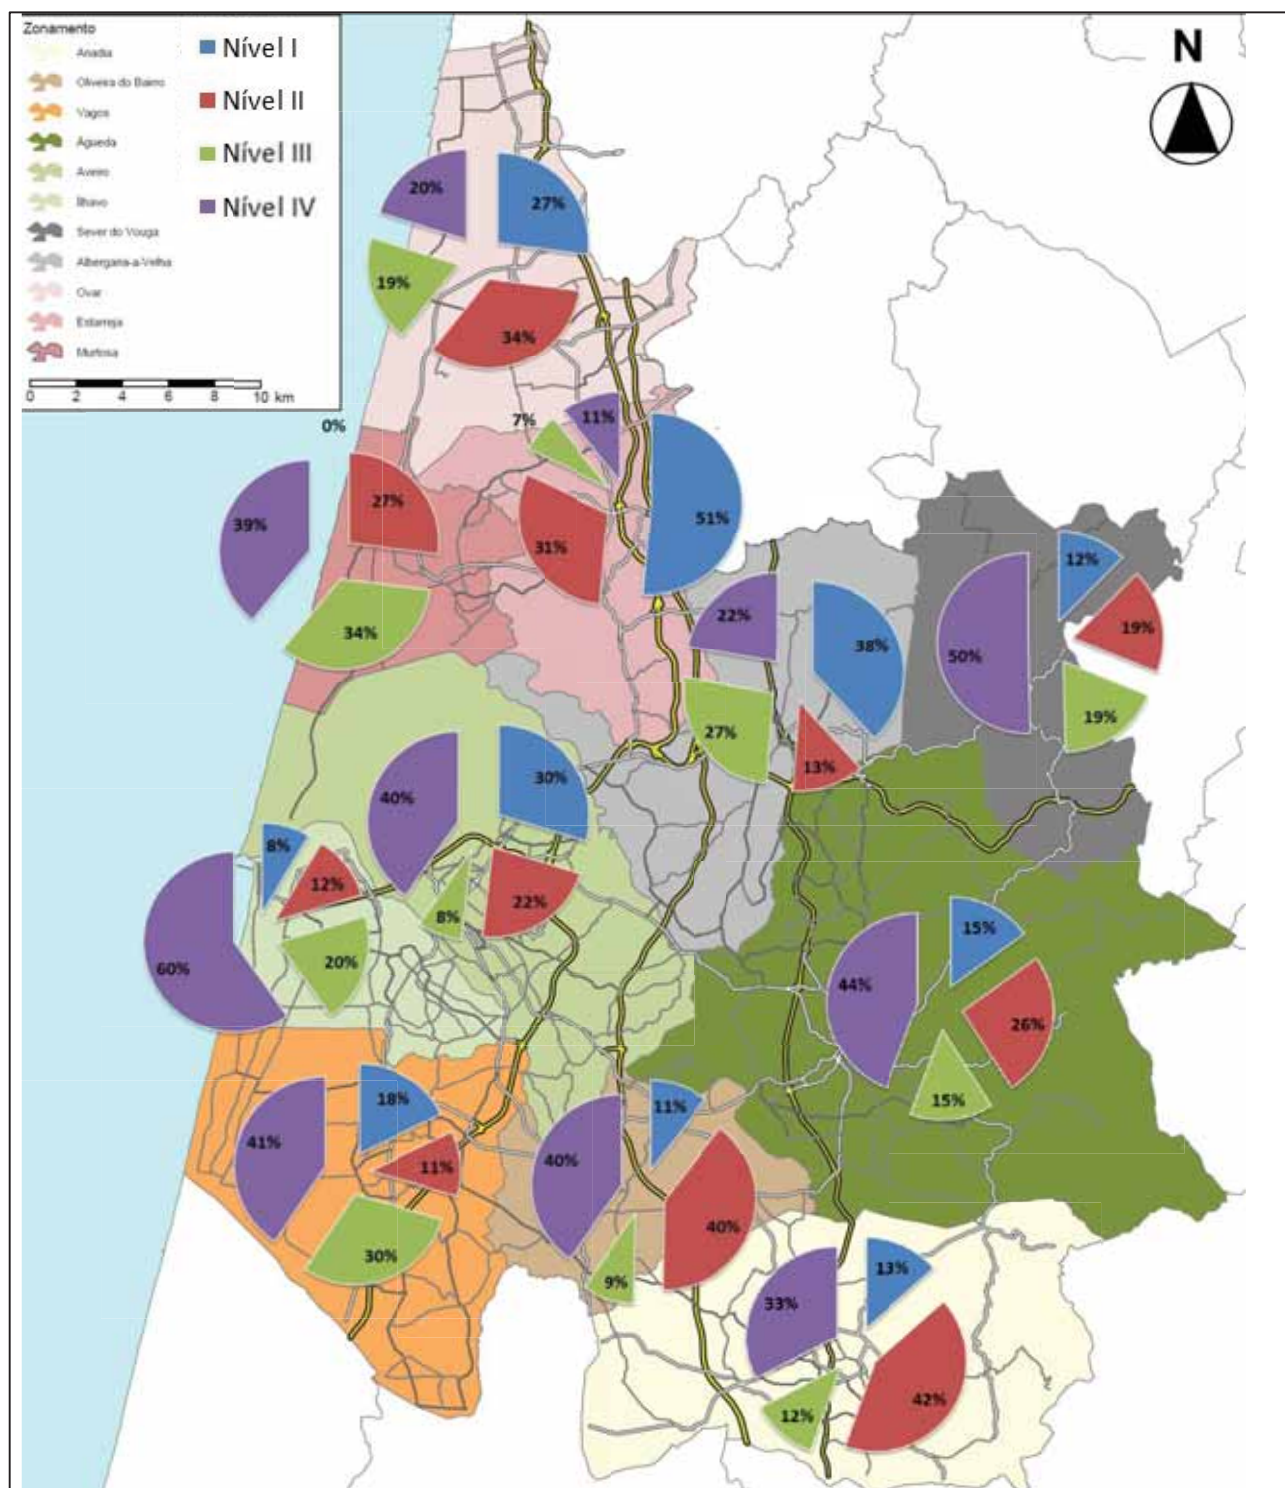 Zonamento
Anadia
Oliveira do Bairro
Vagos
Águeda
Aveiro
Ílhavo
Sever do Vouga
Albergaria-a-Velha
Ovar
Estarreja
Murtosa
0 2 4 6 8 10 km
Nível I
Nível II
Nível III
Nível IV
N
20%
27%
19%
34%
0%
7%
11%
39%
27%
31%
51%
34%
22%
38%
27%
13%
50%
12%
19%
19%
40%
30%
8%
22%
8%
12%
60%
20%
44%
15%
26%
15%
41%
18%
11%
30%
40%
11%
40%
9%
33%
13%
42%
12%